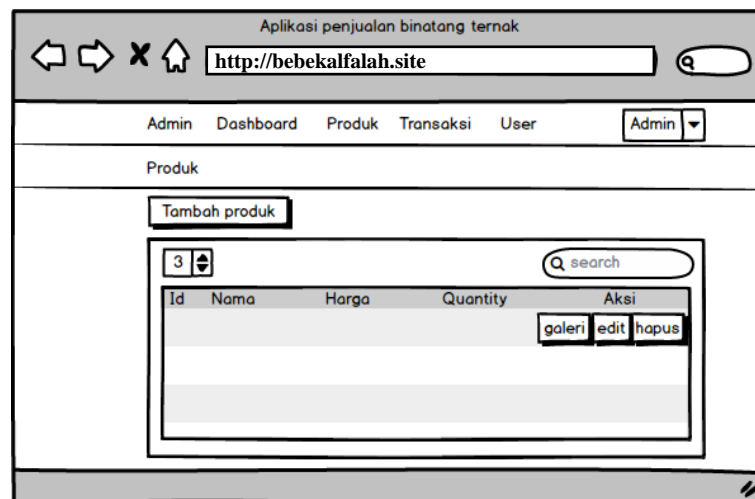 Aplikasi penjualan binatang ternak
http://bebekalfalah.site
Admin Dashboard Produk Transaksi User Admin
Produk
Tambah produk
3 search
Id Nama Harga Quantity Aksi
galeri edit hapus